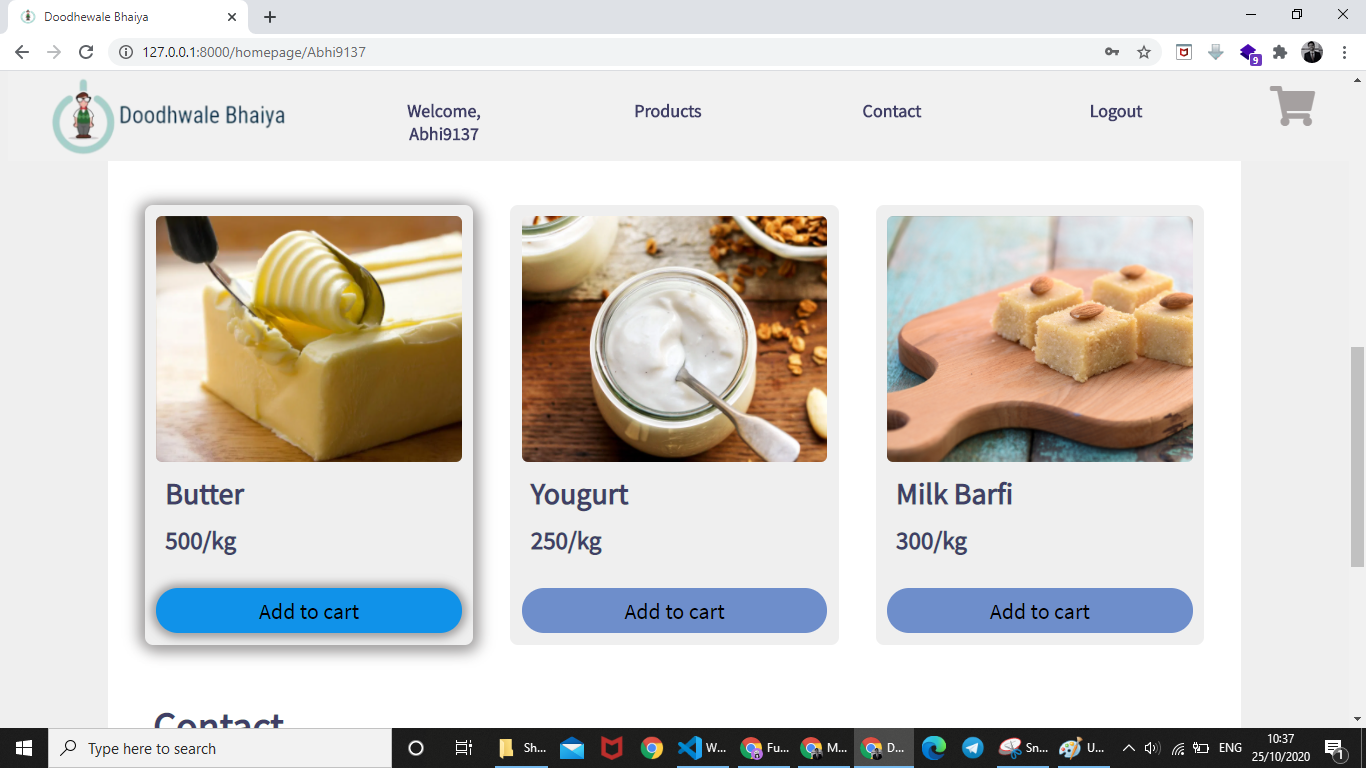 Doodhewale Bhaiya
127.0.0.1:8000/homepage/Abhi9137
9
Doodhwale Bhaiya
Welcome,
Abhi9137
Products
Contact
Logout
Butter
Yougurt
Milk Barfi
500/kg
250/kg
300/kg
Add to cart
Add to cart
Add to cart
Contact
Type here to search
Sh...
W...
Fu...
M...
D...
Sn...
U...
ENG
10:37
25/10/2020
1